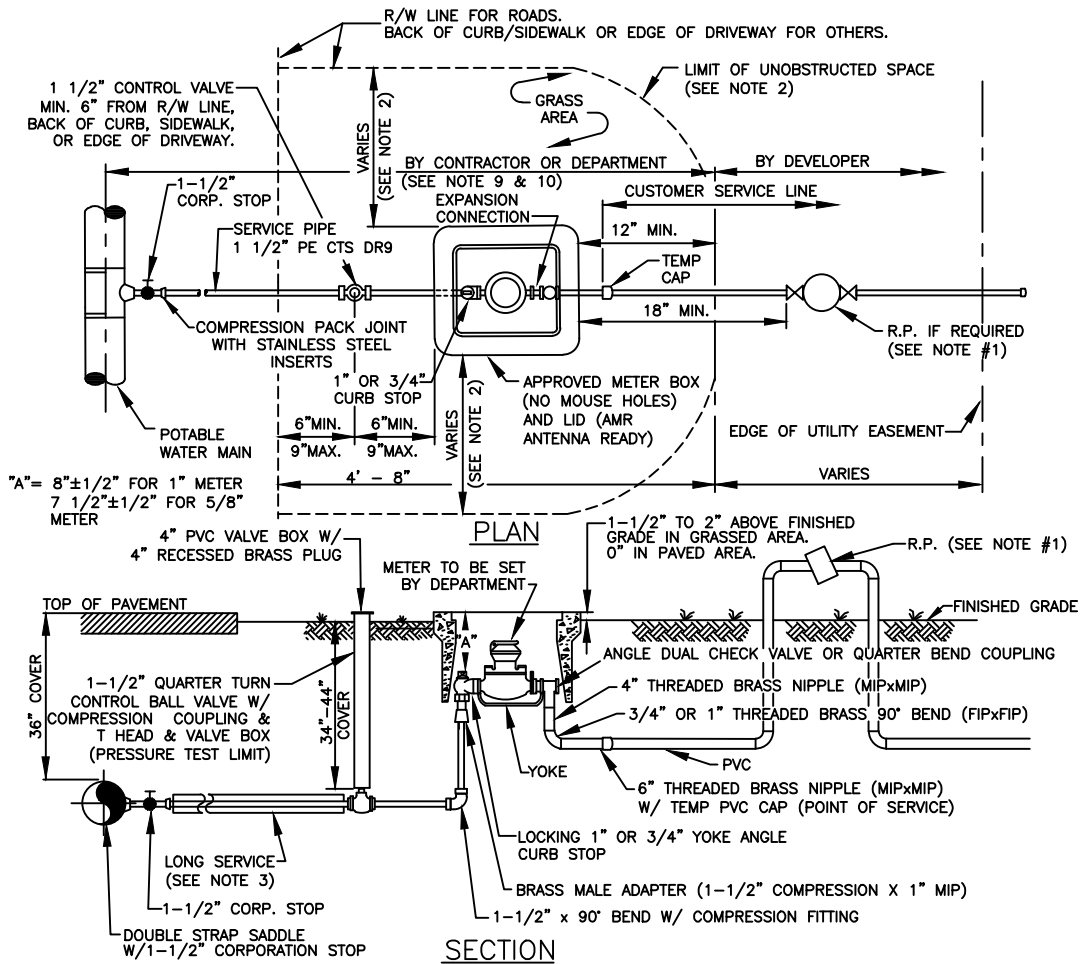 R/W LINE FOR ROADS.
BACK OF CURB/SIDEWALK OR EDGE OF DRIVEWAY FOR OTHERS.
1 1/2" CONTROL VALVE
MIN. 6" FROM R/W LINE,
BACK OF CURB, SIDEWALK,
OR EDGE OF DRIVEWAY.
LIMIT OF UNOBSTRUCTED SPACE
(SEE NOTE 2)
GRASS
AREA
VARIES
(SEE NOTE 2)
BY CONTRACTOR OR DEPARTMENT
(SEE NOTE 9 & 10)
BY DEVELOPER
1-1/2"
CORP. STOP
EXPANSION
CONNECTION
CUSTOMER SERVICE LINE
SERVICE PIPE
1 1/2" PE CTS DR9
12" MIN.
TEMP
CAP
18" MIN.
COMPRESSION PACK JOINT
WITH STAINLESS STEEL
INSERTS
R.P. IF REQUIRED
(SEE NOTE #1)
1" OR 3/4"
CURB STOP
APPROVED METER BOX
(NO MOUSE HOLES)
AND LID (AMR
ANTENNA READY)
VARIES
(SEE NOTE 2)
6"MIN.
9"MAX.
6"MIN.
9"MAX.
POTABLE
WATER MAIN
EDGE OF UTILITY EASEMENT
4' - 8"
VARIES
"A"= 8"±1/2" FOR 1" METER
7 1/2"±1/2" FOR 5/8"
METER
PLAN
4" PVC VALVE BOX W/
4" RECESSED BRASS PLUG
1-1/2" TO 2" ABOVE FINISHED
GRADE IN GRASSED AREA.
0" IN PAVED AREA.
R.P. (SEE NOTE #1)
METER TO BE SET
BY DEPARTMENT
TOP OF PAVEMENT
FINISHED GRADE
"A"
36" COVER
34"-44"
COVER
ANGLE DUAL CHECK VALVE OR QUARTER BEND COUPLING
1-1/2" QUARTER TURN
CONTROL BALL VALVE W/
COMPRESSION COUPLING &
T HEAD & VALVE BOX
(PRESSURE TEST LIMIT)
4" THREADED BRASS NIPPLE (MIPxMIP)
3/4" OR 1" THREADED BRASS 90° BEND (FIPxFIP)
PVC
YOKE
6" THREADED BRASS NIPPLE (MIPxMIP)
W/ TEMP PVC CAP (POINT OF SERVICE)
LOCKING 1" OR 3/4" YOKE ANGLE
CURB STOP
LONG SERVICE
(SEE NOTE 3)
BRASS MALE ADAPTER (1-1/2" COMPRESSION X 1" MIP)
1-1/2" CORP. STOP
1-1/2" x 90° BEND W/ COMPRESSION FITTING
DOUBLE STRAP SADDLE
W/1-1/2" CORPORATION STOP
SECTION